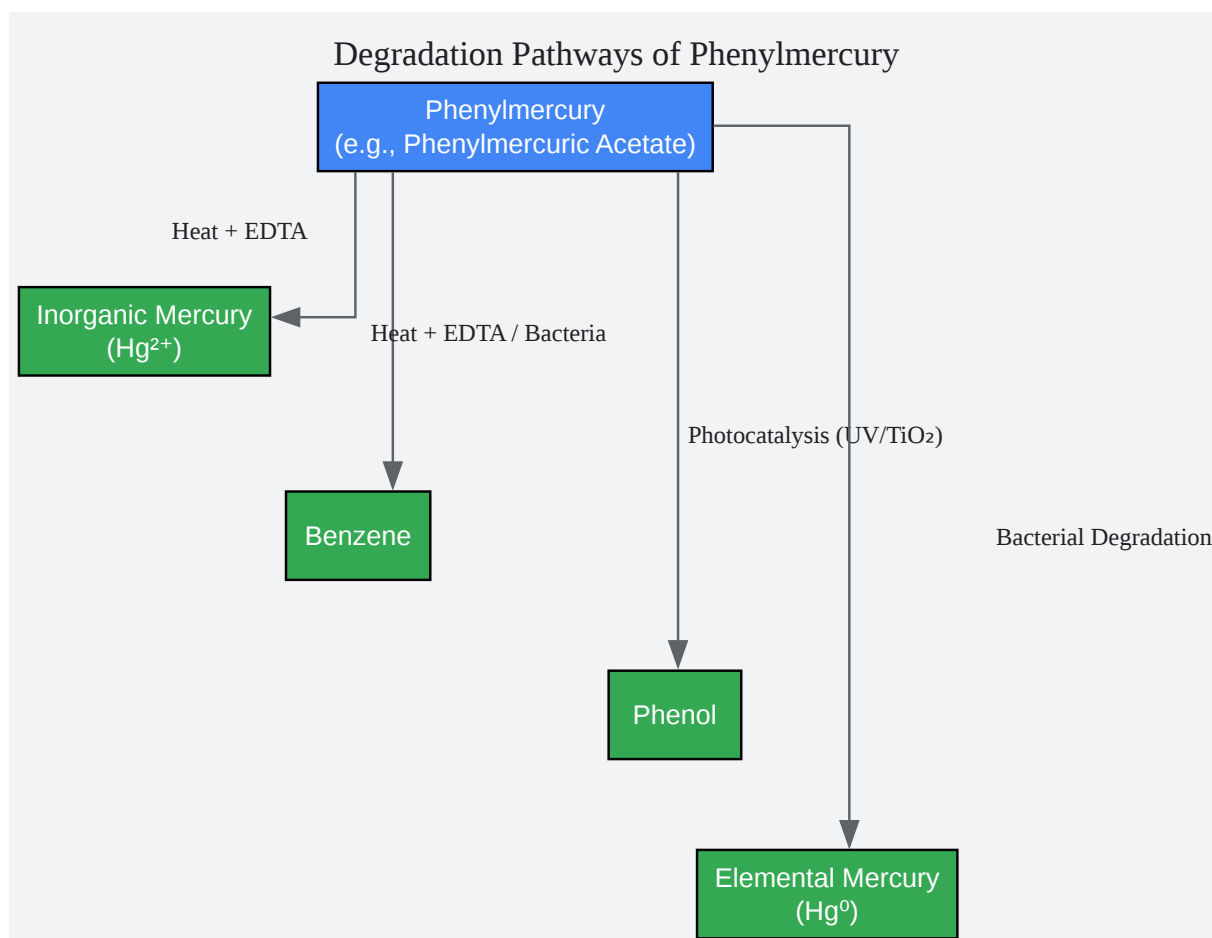 Degradation Pathways of Phenylmercury
Phenylmercury
(e.g., Phenylmercuric Acetate)
Heat + EDTA
Inorganic Mercury
(Hg²⁺)
Heat + EDTA / Bacteria
Photocatalysis (UV/TiO₂)
Benzene
Bacterial Degradation
Phenol
Elemental Mercury
(Hg⁰)